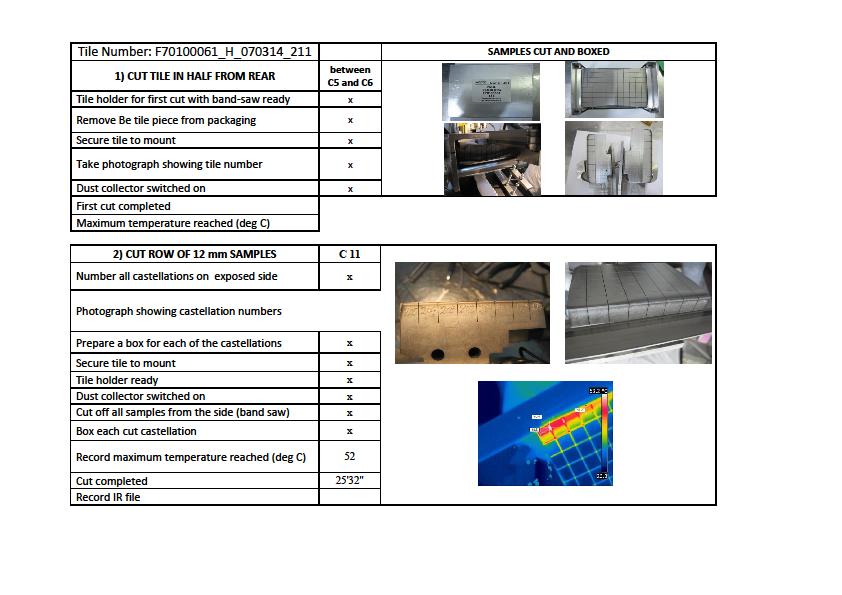 Tile Number: F70100061_H_070314_211
SAMPLES CUT AND BOXED
1) CUT TILE IN HALF FROM REAR
between
C5 and C6
Tile holder for first cut with band-saw ready x
Remove Be tile piece from packaging x
Secure tile to mount x
Take photograph showing tile number x
Dust collector switched on x
First cut completed
Maximum temperature reached (deg C)
2) CUT ROW OF 12 mm SAMPLES C 11
Number all castellations on exposed side x
Photograph showing castellation numbers
Prepare a box for each of the castellations x
Secure tile to mount x
Tile holder ready x
Dust collector switched on x
Cut off all samples from the side (band saw) x
Box each cut castellation x
Record maximum temperature reached (deg C) 52
Cut completed 25'32"
Record IR file